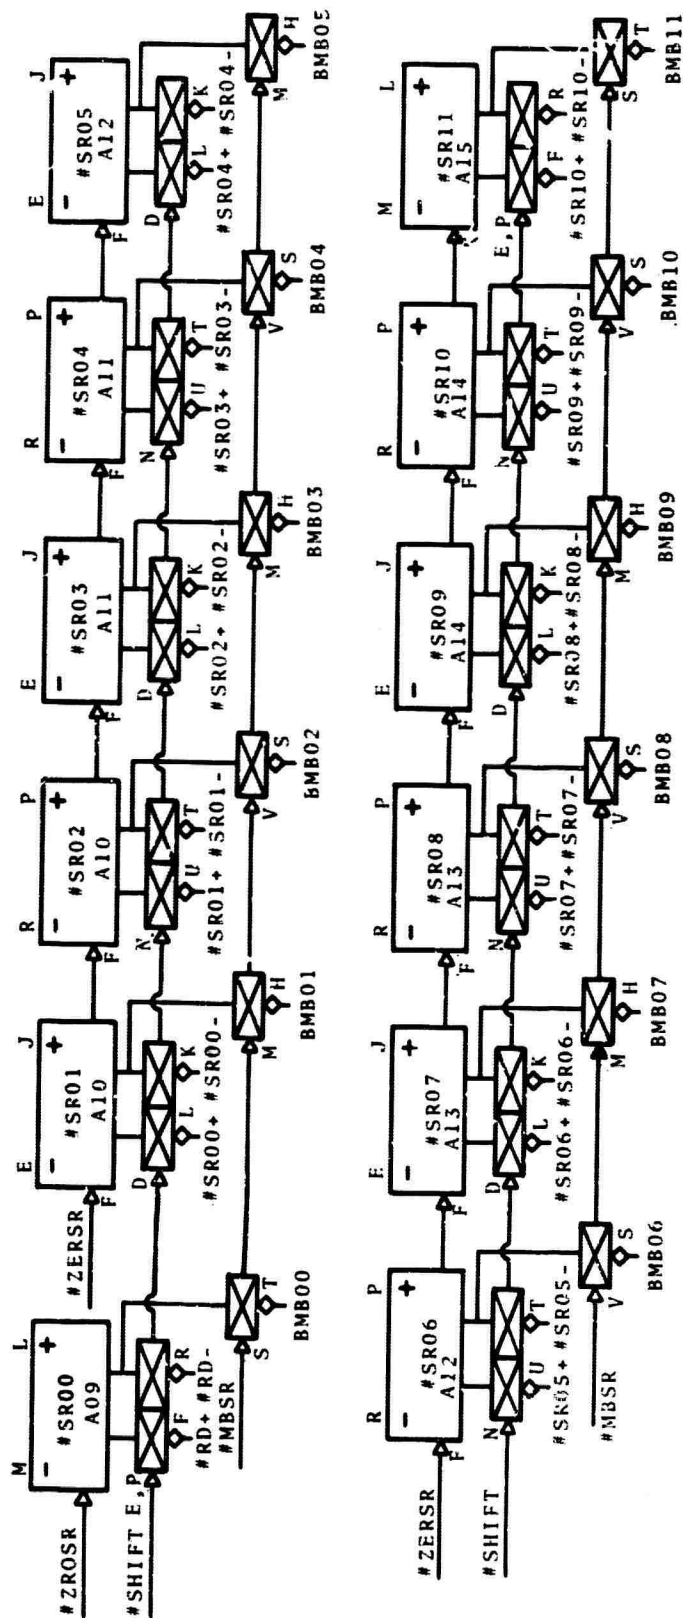 M L E J R P E J R P E J
#SR00 #SR01 #SR02 #SR03 #SR04 #SR05
A09 A10 A10 A11 A11 A12
- + - + - + - + - + - +
#ZROSR #ZERSR F F F F F
#SHIFT E,P D N D N D
F R L K U T L K U T L K
#RD+ #RD- #SR00+ #SR00- #SR01+ #SR01- #SR02+ #SR02- #SR03+ #SR03- #SR04+ #SR04-
#MBSR S M V M V M
T H S H S H
BMB00 BMB01 BMB02 BMB03 BMB04 BMB05
R P E J R P E J R P M L
#SR06 #SR07 #SR08 #SR09 #SR10 #SR11
A12 A13 A13 A14 A14 A15
- + - + - + - + - + - +
#ZERSR F F F F F
#SHIFT N D N D N E,P
U T L K U T L K U T F R
#SR05+ #SR05- #SR06+ #SR06- #SR07+ #SR07- #SR08+ #SR08- #SR09+ #SR09- #SR10+ #SR10-
#MBSR V M V M V S
S H S H S T
BMB06 BMB07 BMB08 BMB09 BMB10 BMB11